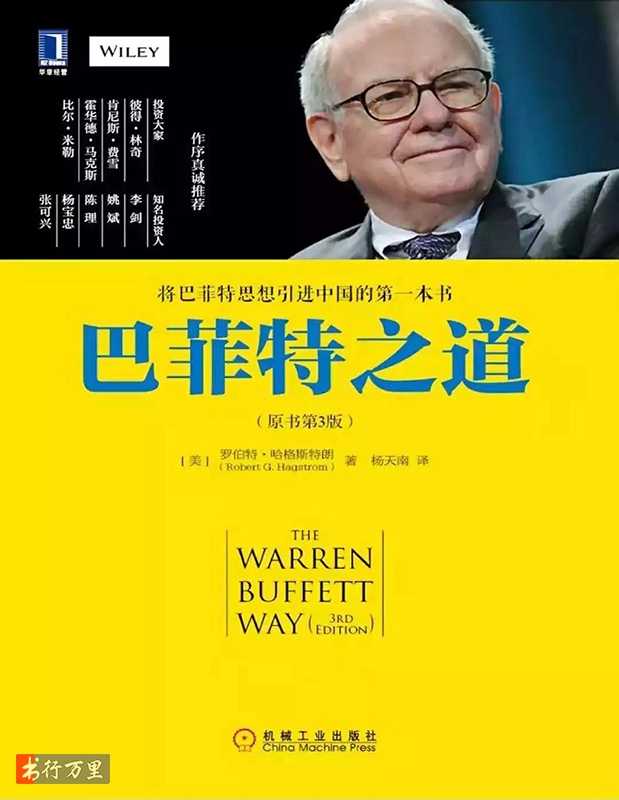 HZ Books
华章经管
WILEY
投资大家
彼得·林奇
肯尼斯·费雪
霍华德·马克斯
比尔·米勒
知名投资人
李剑
姚斌
陈理
杨宝忠
张可兴
作序真诚推荐
将巴菲特思想引进中国的第一本书
巴菲特之道
（原书第3版）
［美］ 罗伯特·哈格斯特朗 著 杨天南 译
（Robert G. Hagstrom）
THE
WARREN
BUFFETT
WAY (3RD EDITION)
机械工业出版社
China Machine Press
书行万里